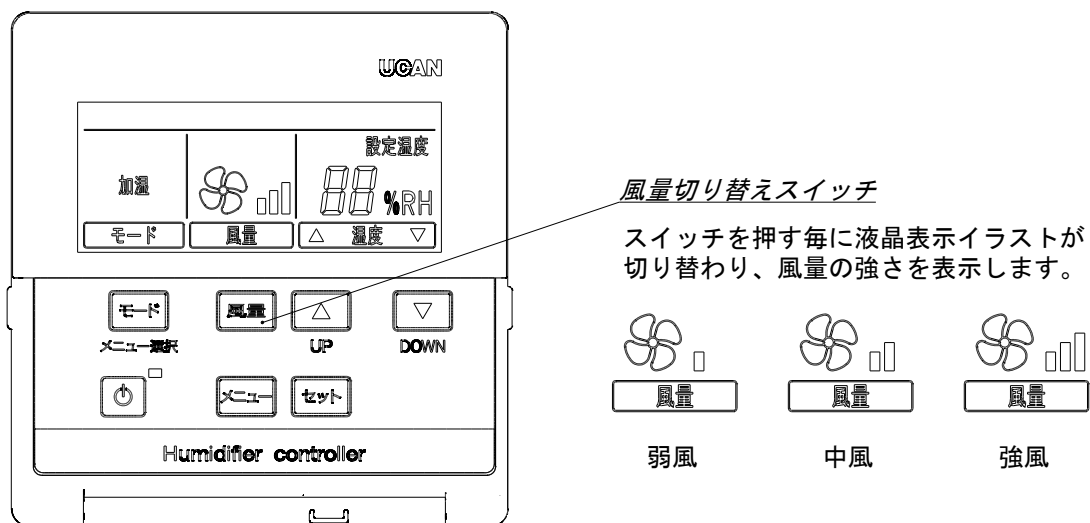 UCAN
設定湿度
加湿
%RH
モード 風量 △ 湿度 ▽
風量切り替えスイッチ
スイッチを押す毎に液晶表示イラストが
切り替わり、風量の強さを表示します。
モード 風量 △ ▽
メニュー選択 UP DOWN
メニュー セット
Humidifier controller
風量 風量 風量
弱風 中風 強風